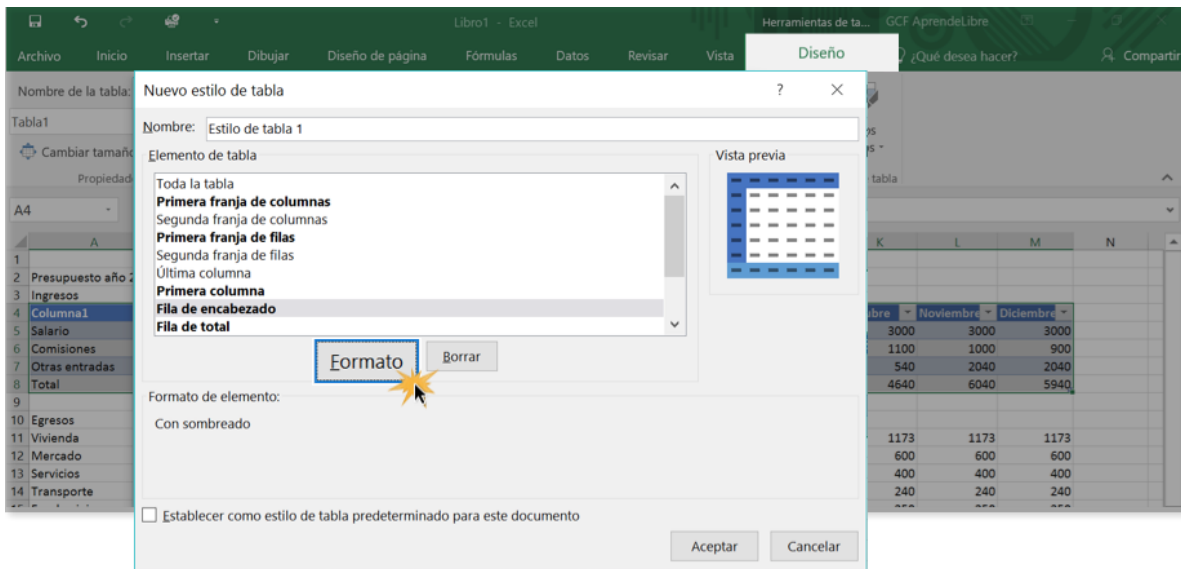 Libro1 - Excel
Herramientas de ta...
GCF AprendeLibre
Archivo Inicio Insertar Dibujar Diseño de página Fórmulas Datos Revisar Vista Diseño ¿Qué desea hacer? Compartir
Nombre de la tabla:
Tabla1
Cambiar tamaño
Propiedad
tabla
A4
Nuevo estilo de tabla
?
Nombre: Estilo de tabla 1
Elemento de tabla
Toda la tabla
Primera franja de columnas
Segunda franja de columnas
Primera franja de filas
Segunda franja de filas
Última columna
Primera columna
Fila de encabezado
Fila de total
Vista previa
Formato Borrar
Formato de elemento:
Con sombreado
Establecer como estilo de tabla predeterminado para este documento
Aceptar Cancelar
A K L M N
1
2 Presupuesto año 2
3 Ingresos
4 Columna1 ubre Noviembre Diciembre
5 Salario 3000 3000 3000
6 Comisiones 1100 1000 900
7 Otras entradas 540 2040 2040
8 Total 4640 6040 5940
9
10 Egresos
11 Vivienda 1173 1173 1173
12 Mercado 600 600 600
13 Servicios 400 400 400
14 Transporte 240 240 240